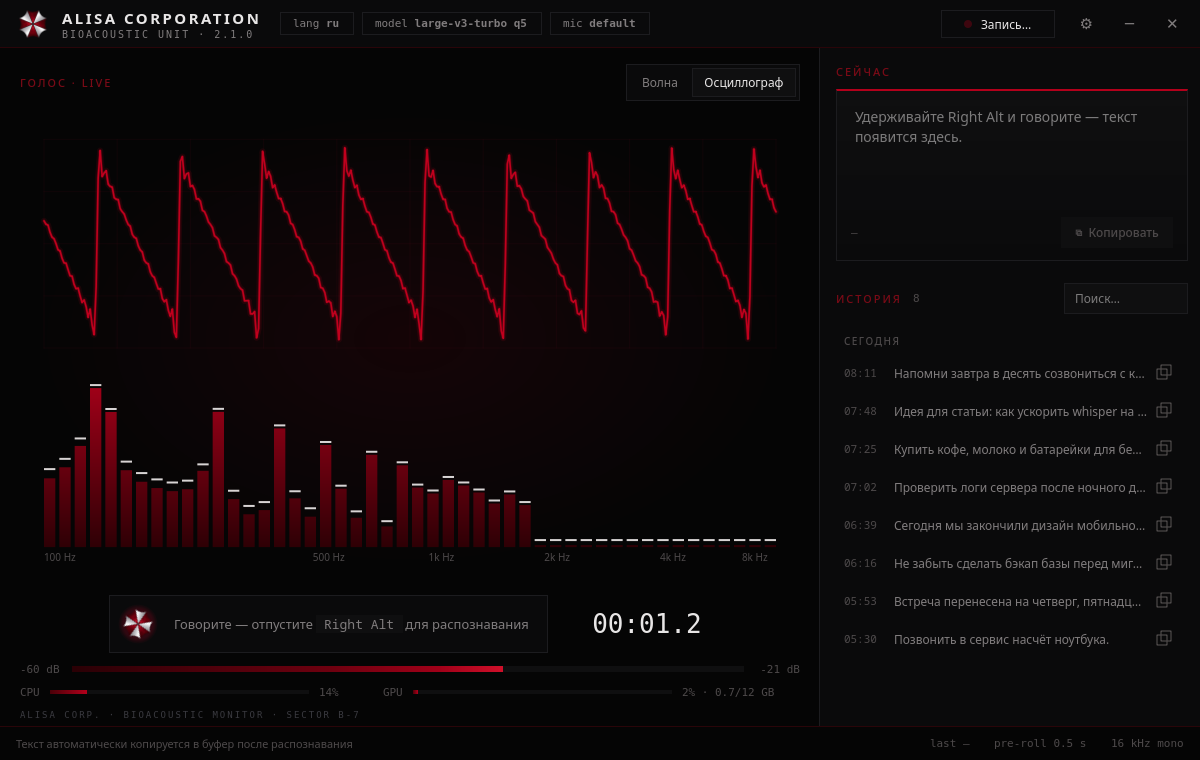 ALISA CORPORATION
BIOACOUSTIC UNIT · 2.1.0
lang ru
model large-v3-turbo q5
mic default
Запись...
ГОЛОС · LIVE
Волна
Осциллограф
100 Hz
500 Hz
1k Hz
2k Hz
4k Hz
8k Hz
Говорите — отпустите Right Alt для распознавания
00:01.2
-60 dB
-21 dB
CPU
14%
GPU
2% · 0.7/12 GB
ALISA CORP. · BIOACOUSTIC MONITOR · SECTOR B-7
СЕЙЧАС
Удерживайте Right Alt и говорите — текст
появится здесь.
—
Копировать
ИСТОРИЯ 8
Поиск...
СЕГОДНЯ
08:11 Напомни завтра в десять созвониться с к...
07:48 Идея для статьи: как ускорить whisper на ...
07:25 Купить кофе, молоко и батарейки для бе...
07:02 Проверить логи сервера после ночного д...
06:39 Сегодня мы закончили дизайн мобильно...
06:16 Не забыть сделать бэкап базы перед миг...
05:53 Встреча перенесена на четверг, пятнадц...
05:30 Позвонить в сервис насчёт ноутбука.
Текст автоматически копируется в буфер после распознавания
last —
pre-roll 0.5 s
16 kHz mono